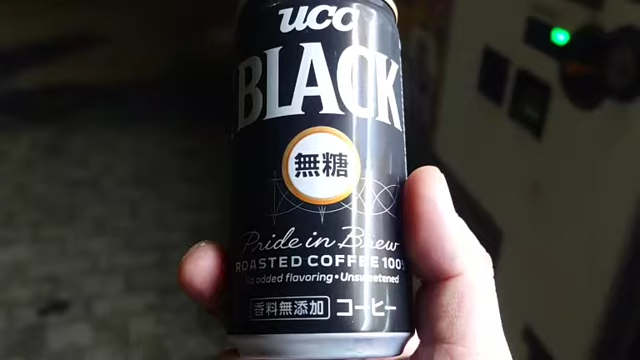 UCC
BLACK
無糖
Pride in Brew
ROASTED COFFEE 100%
No added flavoring•Unsweetened
香料無添加 コーヒー